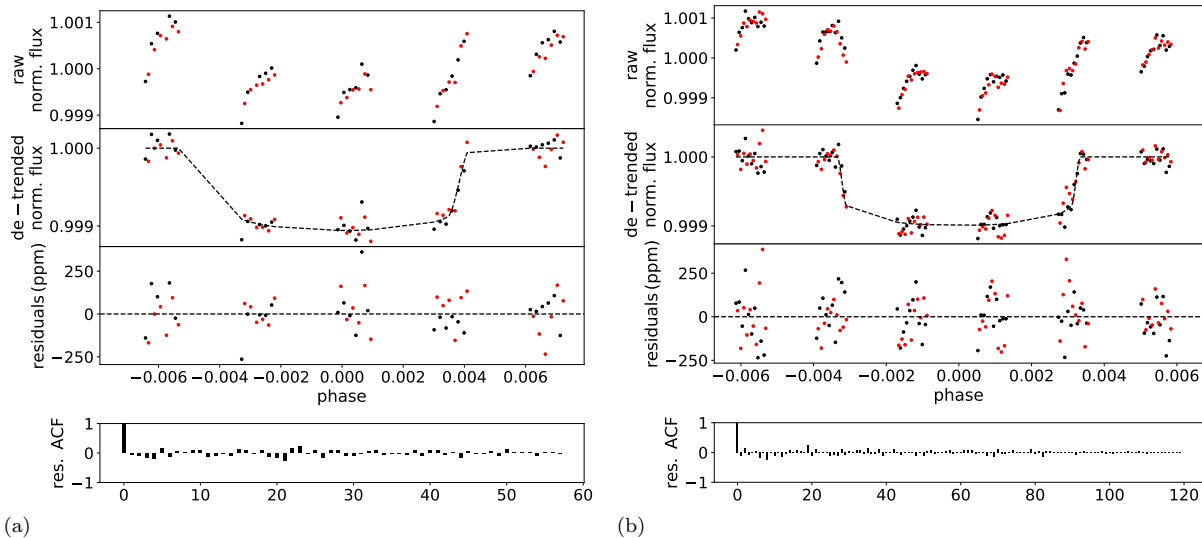 raw
norm. flux
1.001
1.000
0.999
de − trended
norm. flux
1.000
0.999
residuals (ppm)
250
0
−250
−0.006 −0.004 −0.002 0.000 0.002 0.004 0.006
phase
res. ACF
1
0
−1
0 10 20 30 40 50 60
(a)
raw
norm. flux
1.001
1.000
0.999
de − trended
norm. flux
1.000
0.999
residuals (ppm)
250
0
−250
−0.006 −0.004 −0.002 0.000 0.002 0.004 0.006
phase
res. ACF
1
0
−1
0 20 40 60 80 100 120
(b)